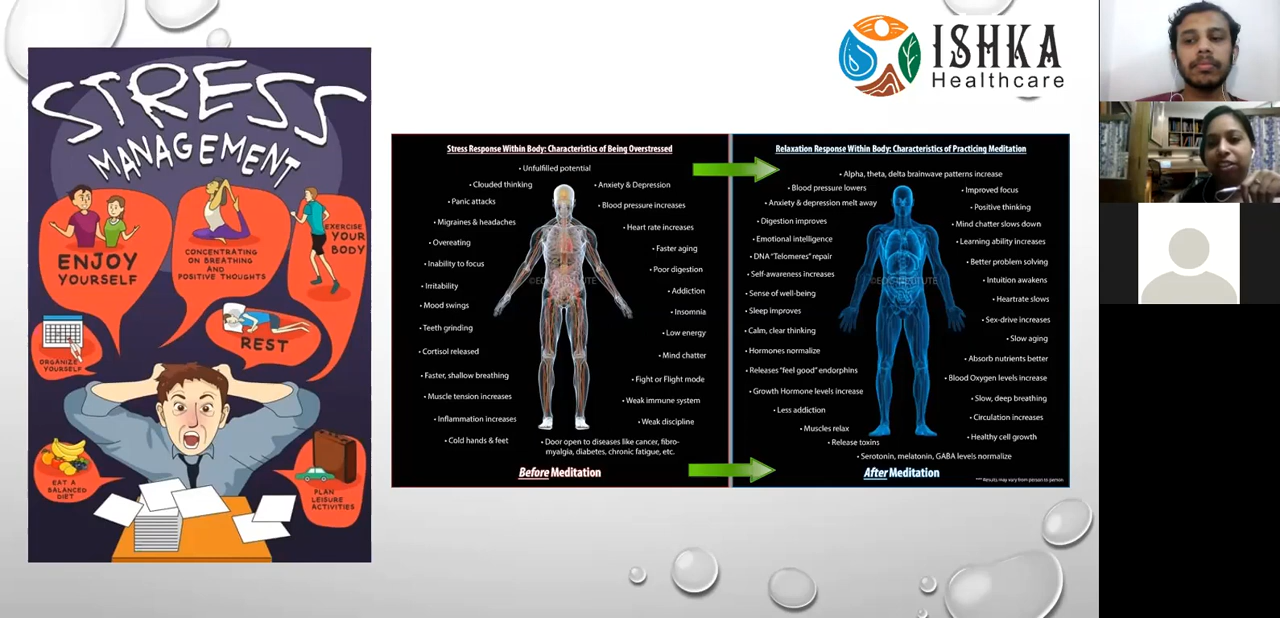 STRESS
MANAGEMENT
ENJOY
YOURSELF
CONCENTRATING
ON BREATHING
AND
POSITIVE THOUGHTS
EXERCISE
YOUR
BODY
ORGANIZE
YOURSELF
REST
EAT A
BALANCED
DIET
PLAN
LEISURE
ACTIVITIES
ISHKA
Healthcare
Stress Response Within Body: Characteristics of Being Overstressed
• Unfulfilled potential
• Clouded thinking
• Panic attacks
• Migraines & headaches
• Overeating
• Inability to focus
• Irritability
• Mood swings
• Teeth grinding
• Cortisol released
• Faster, shallow breathing
• Muscle tension increases
• Inflammation increases
• Cold hands & feet
• Anxiety & Depression
• Blood pressure increases
• Heart rate increases
• Faster aging
• Poor digestion
• Addiction
• Insomnia
• Low energy
• Mind chatter
• Fight or Flight mode
• Weak immune system
• Weak discipline
• Door open to diseases like cancer, fibro-
myalgia, diabetes, chronic fatigue, etc.
Before Meditation
Relaxation Response Within Body: Characteristics of Practicing Meditation
• Alpha, theta, delta brainwave patterns increase
• Blood pressure lowers
• Anxiety & depression melt away
• Digestion improves
• Emotional intelligence
• DNA "Telomeres" repair
• Self-awareness increases
• Sense of well-being
• Sleep improves
• Calm, clear thinking
• Hormones normalize
• Releases "feel good" endorphins
• Growth Hormone levels increase
• Less addiction
• Muscles relax
• Release toxins
• Improved focus
• Positive thinking
• Mind chatter slows down
• Learning ability increases
• Better problem solving
• Intuition awakens
• Heartrate slows
• Sex-drive increases
• Slow aging
• Absorb nutrients better
• Blood Oxygen levels increase
• Slow, deep breathing
• Circulation increases
• Healthy cell growth
• Serotonin, melatonin, GABA levels normalize
After Meditation
*** Results may vary from person to person.